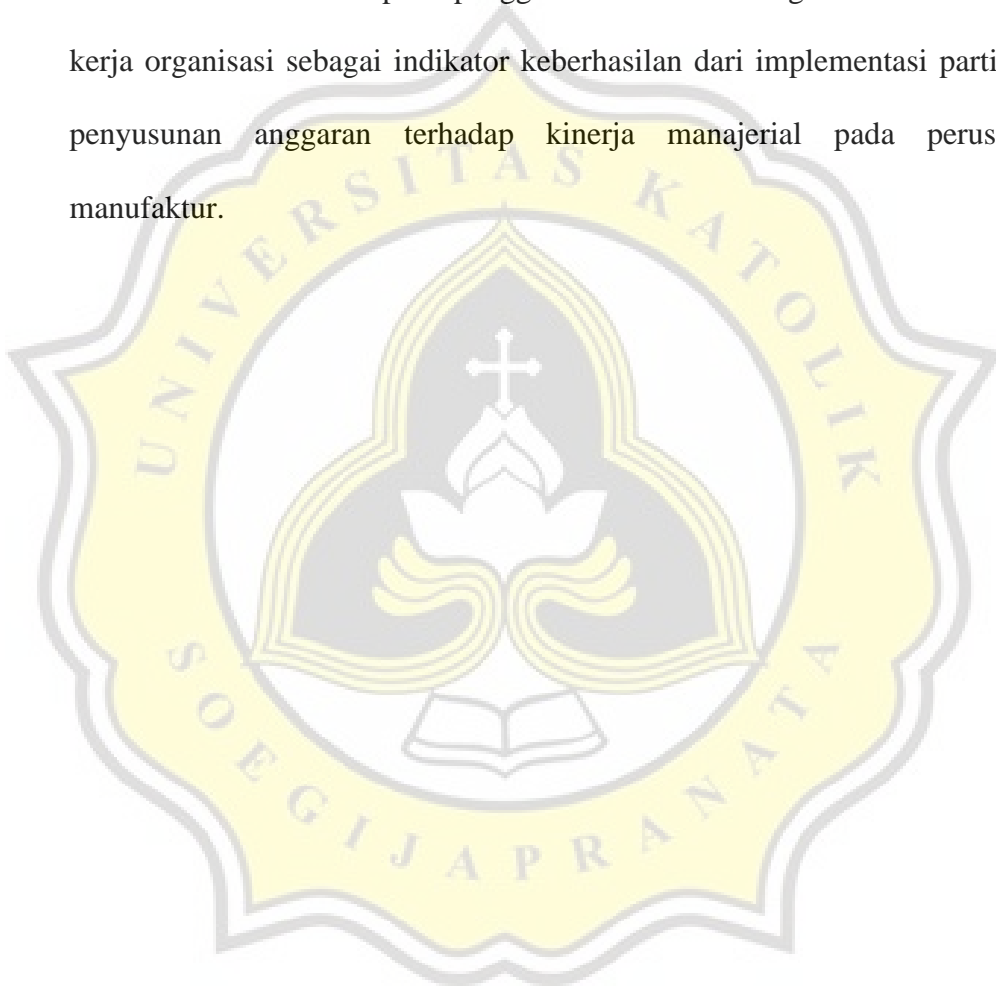 kerja organisasi sebagai indikator keberhasilan dari implementasi parti
penyusunan anggaran terhadap kinerja manajerial pada perus
manufaktur.
UNIVERSITAS KATOLIK
SOEGIJAPRANATA